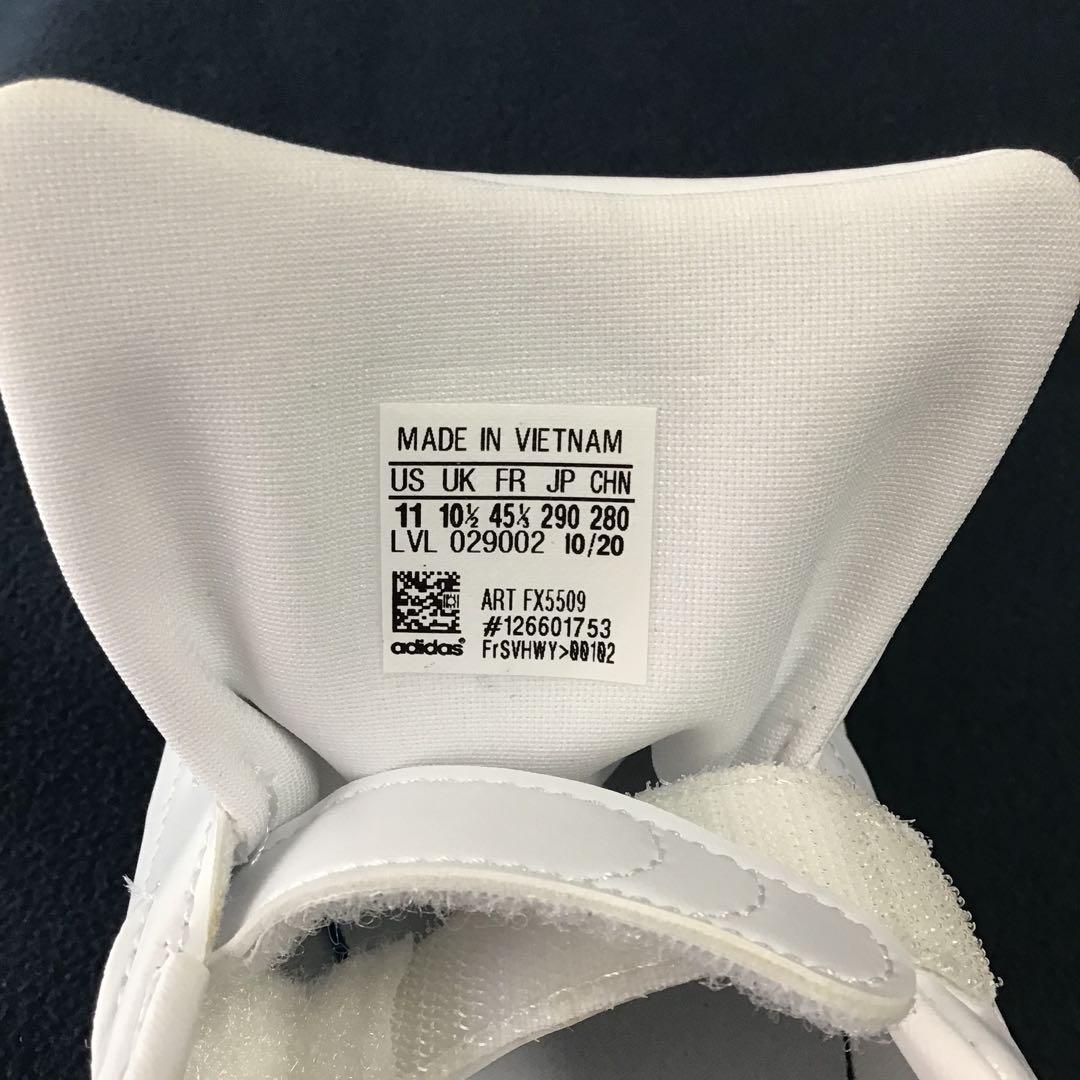 MADE IN VIETNAM
US UK FR JP CHN
11 10½ 45⅓ 290 280
LVL 029002 10/20
ART FX5509
#126601753
adidas® FrSVHWY>00102